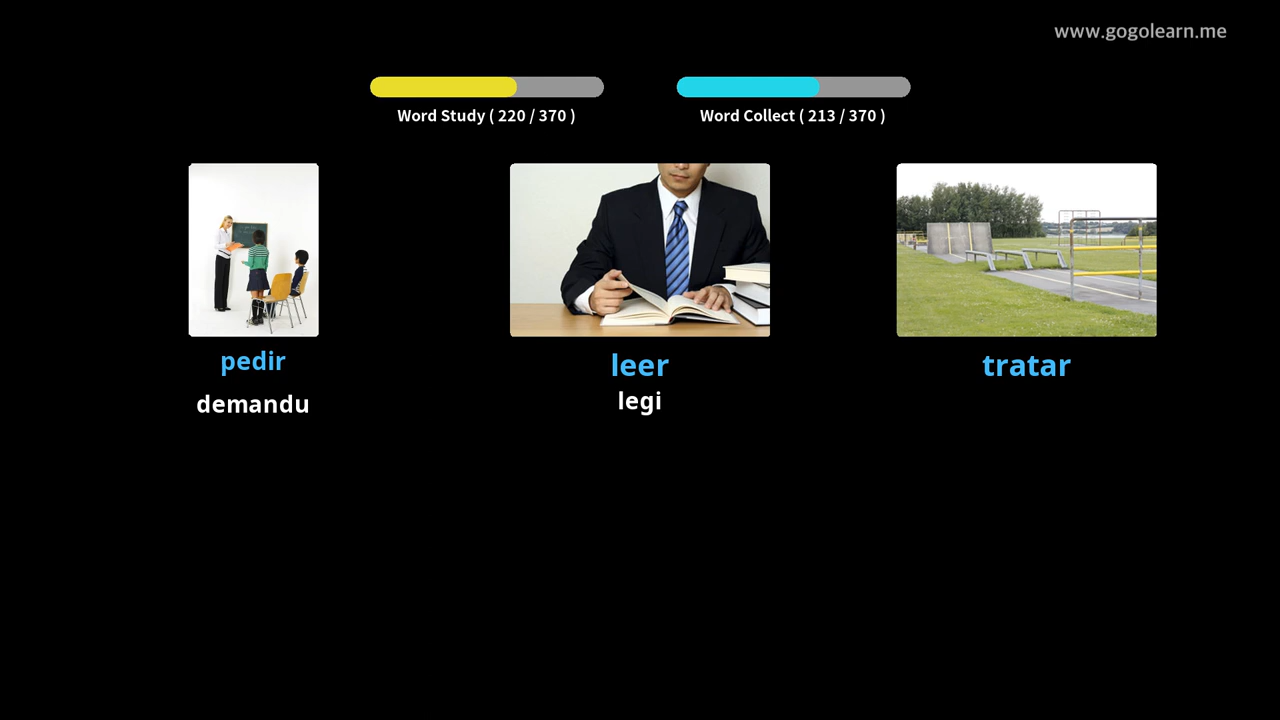 www.gogolearn.me
Word Study ( 220 / 370 )
Word Collect ( 213 / 370 )
pedir
demandu
leer
legi
tratar